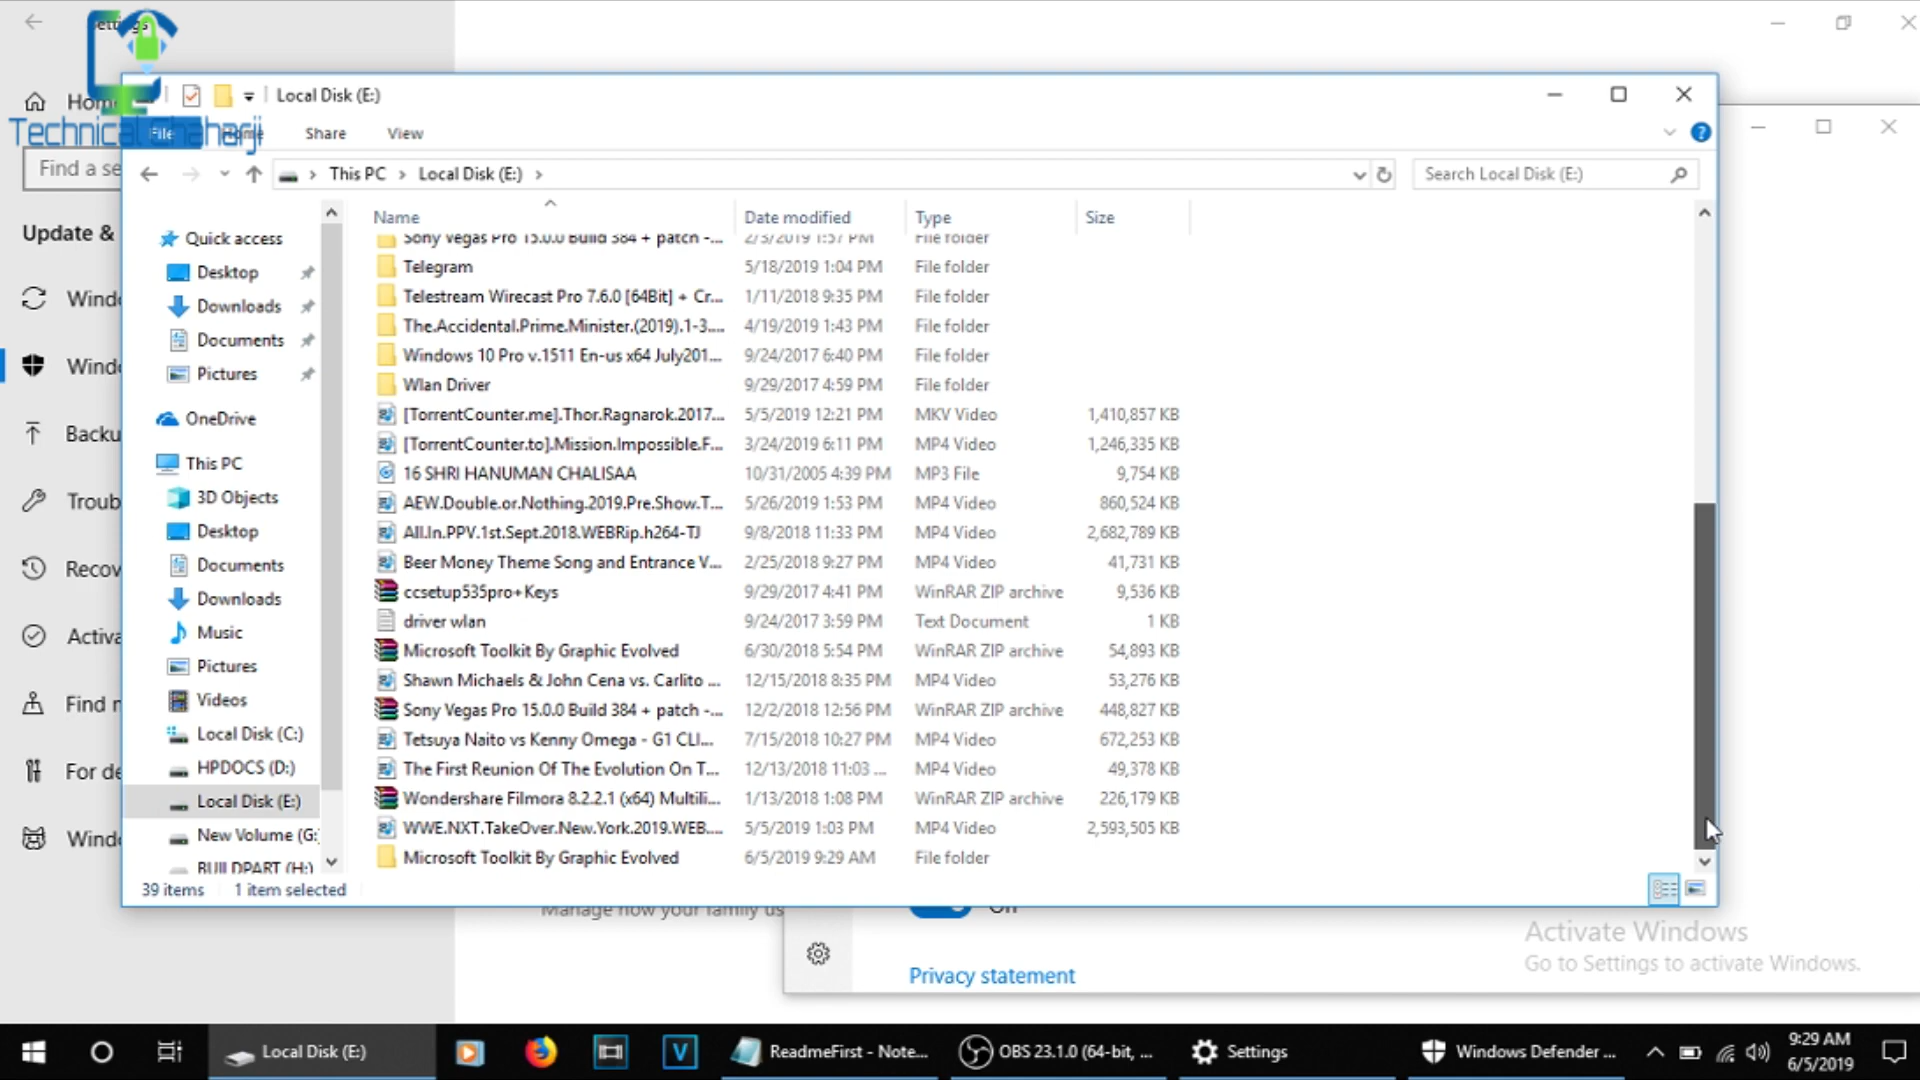 Settings
Technical Chaharji
Local Disk (E:)
File Home Share View
This PC Local Disk (E:)
Search Local Disk (E:)
Find a se
Update &
Wind
Wind
Backu
Troub
Recov
Activa
Find m
For de
Wind
Quick access
Desktop
Downloads
Documents
Pictures
OneDrive
This PC
3D Objects
Desktop
Documents
Downloads
Music
Pictures
Videos
Local Disk (C:)
HPDOCS (D:)
Local Disk (E:)
New Volume (G:
BUILDPART (H:)
Name Date modified Type Size
Sony Vegas Pro 15.0.0 Build 384 + patch -... 2/3/2019 1:57 PM File folder
Telegram 5/18/2019 1:04 PM File folder
Telestream Wirecast Pro 7.6.0 [64Bit] + Cr... 1/11/2018 9:35 PM File folder
The.Accidental.Prime.Minister.(2019).1-3.... 4/19/2019 1:43 PM File folder
Windows 10 Pro v.1511 En-us x64 July201... 9/24/2017 6:40 PM File folder
Wlan Driver 9/29/2017 4:59 PM File folder
[TorrentCounter.me].Thor.Ragnarok.2017.... 5/5/2019 12:21 PM MKV Video 1,410,857 KB
[TorrentCounter.to].Mission.Impossible.F... 3/24/2019 6:11 PM MP4 Video 1,246,335 KB
16 SHRI HANUMAN CHALISAA 10/31/2005 4:39 PM MP3 File 9,754 KB
AEW.Double.or.Nothing.2019.Pre.Show.T... 5/26/2019 1:53 PM MP4 Video 860,524 KB
All.In.PPV.1st.Sept.2018.WEBRip.h264-TJ 9/8/2018 11:33 PM MP4 Video 2,682,789 KB
Beer Money Theme Song and Entrance V... 2/25/2018 9:27 PM MP4 Video 41,731 KB
ccsetup535pro+Keys 9/29/2017 4:41 PM WinRAR ZIP archive 9,536 KB
driver wlan 9/24/2017 3:59 PM Text Document 1 KB
Microsoft Toolkit By Graphic Evolved 6/30/2018 5:54 PM WinRAR ZIP archive 54,893 KB
Shawn Michaels & John Cena vs. Carlito ... 12/15/2018 8:35 PM MP4 Video 53,276 KB
Sony Vegas Pro 15.0.0 Build 384 + patch -... 12/2/2018 12:56 PM WinRAR ZIP archive 448,827 KB
Tetsuya Naito vs Kenny Omega - G1 CLI... 7/15/2018 10:27 PM MP4 Video 672,253 KB
The First Reunion Of The Evolution On T... 12/13/2018 11:03 ... MP4 Video 49,378 KB
Wondershare Filmora 8.2.2.1 (x64) Multili... 1/13/2018 1:08 PM WinRAR ZIP archive 226,179 KB
WWE.NXT.TakeOver.New.York.2019.WEB.... 5/5/2019 1:03 PM MP4 Video 2,593,505 KB
Microsoft Toolkit By Graphic Evolved 6/5/2019 9:29 AM File folder
39 items 1 item selected
Manage how your family us
On
Privacy statement
Activate Windows
Go to Settings to activate Windows.
Local Disk (E:)
ReadmeFirst - Note...
OBS 23.1.0 (64-bit, ...
Settings
Windows Defender ...
9:29 AM
6/5/2019